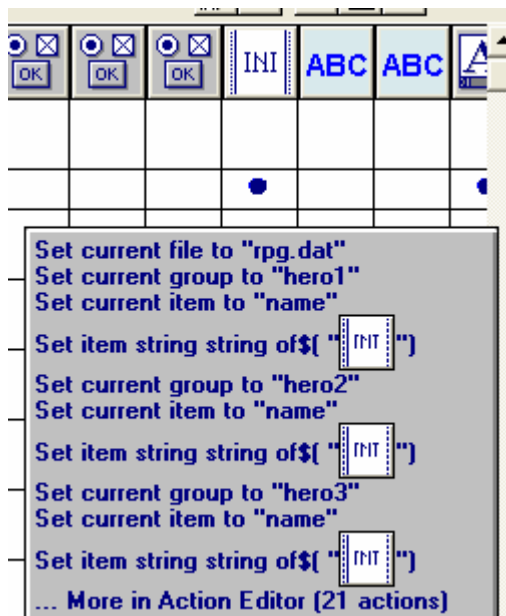 OK OK OK INI ABC ABC A
Set current file to "rpg.dat"
Set current group to "hero1"
Set current item to "name"
Set item string string of$( "INI")
Set current group to "hero2"
Set current item to "name"
Set item string string of$( "INI")
Set current group to "hero3"
Set current item to "name"
Set item string string of$( "INI")
... More in Action Editor (21 actions)